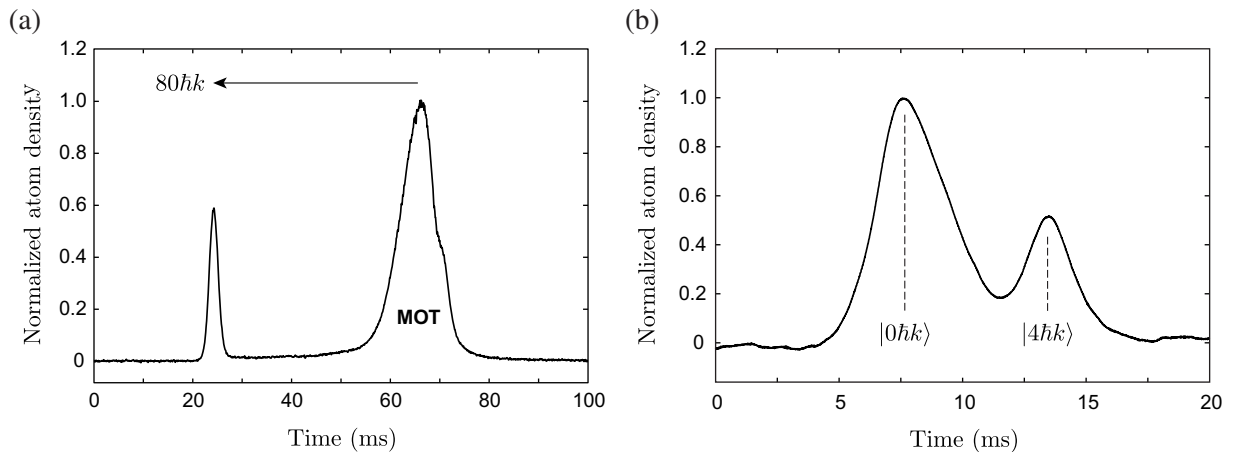 (a)
Normalized atom density
1.2
1.0
0.8
0.6
0.4
0.2
0
80ℏk
MOT
0 20 40 60 80 100
Time (ms)
(b)
Normalized atom density
1.2
1.0
0.8
0.6
0.4
0.2
0
|0ℏk⟩ |4ℏk⟩
0 5 10 15 20
Time (ms)